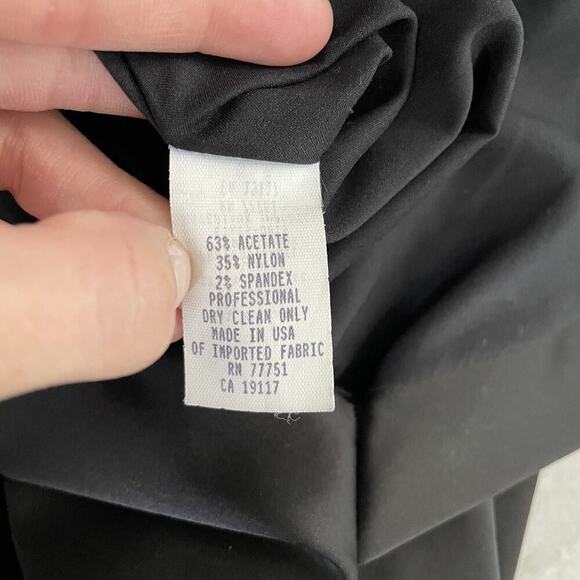 63% ACETATE
35% NYLON
2% SPANDEX
PROFESSIONAL
DRY CLEAN ONLY
MADE IN USA
OF IMPORTED FABRIC
RN 77751
CA 19117